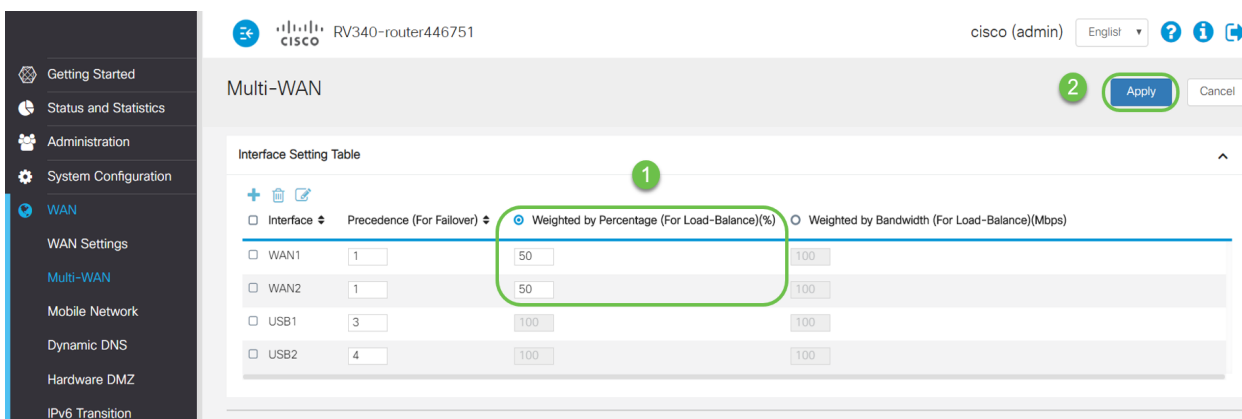 CISCO RV340-router446751 cisco (admin) English
Getting Started
Status and Statistics
Administration
System Configuration
WAN
WAN Settings
Multi-WAN
Mobile Network
Dynamic DNS
Hardware DMZ
IPv6 Transition
Multi-WAN 2 Apply Cancel
Interface Setting Table
1
Interface Precedence (For Failover) Weighted by Percentage (For Load-Balance)(%) Weighted by Bandwidth (For Load-Balance)(Mbps)
WAN1 1 50 100
WAN2 1 50 100
USB1 3 100 100
USB2 4 100 100